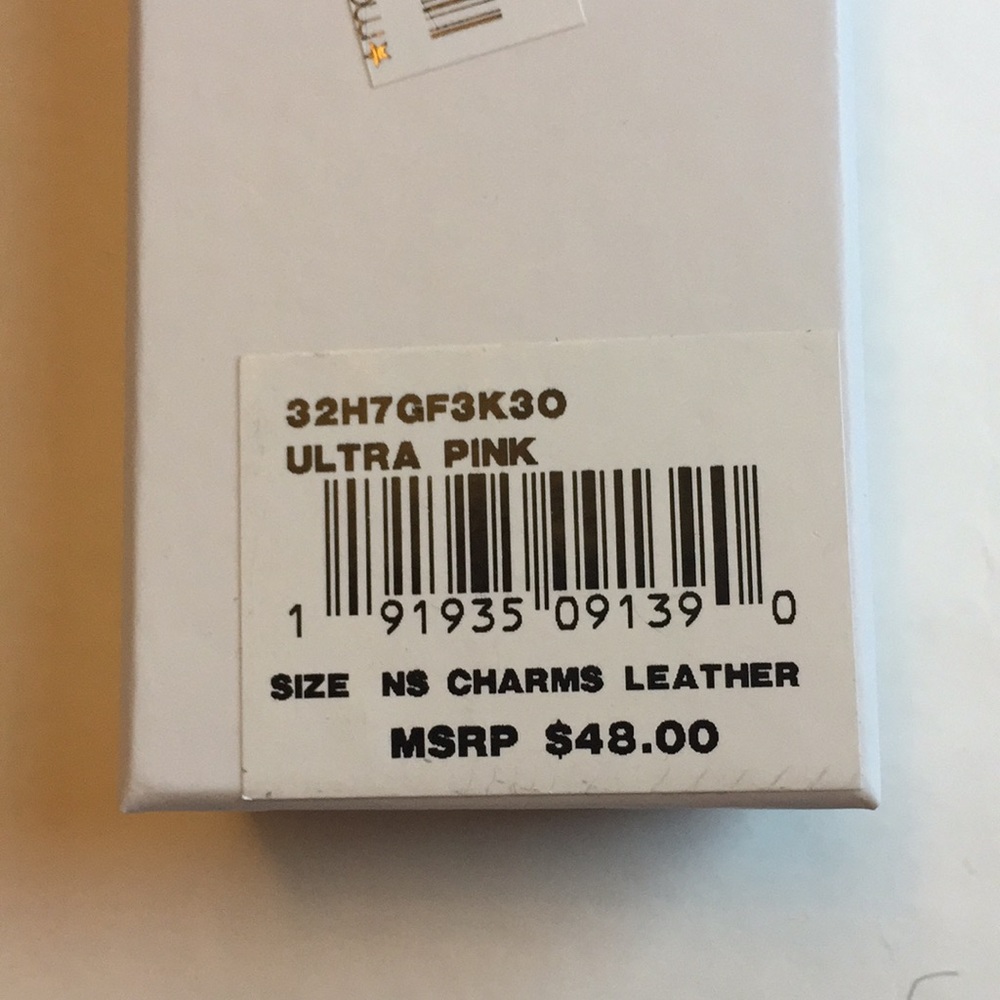 32H7GF3K3O
ULTRA PINK
1 91935 09139 0
SIZE NS CHARMS LEATHER
MSRP $48.00